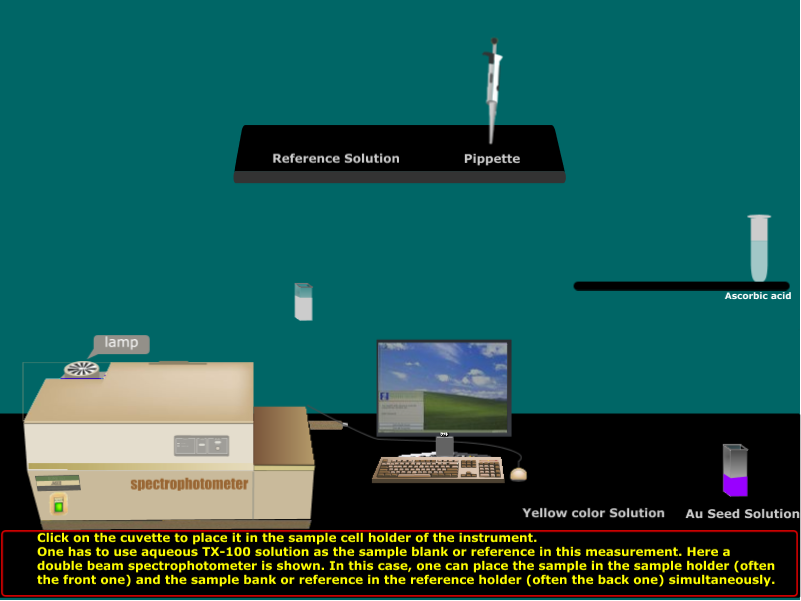 Reference Solution
Pippette
Ascorbic acid
lamp
spectrophotometer
Yellow color Solution
Au Seed Solution
Click on the cuvette to place it in the sample cell holder of the instrument.
One has to use aqueous TX-100 solution as the sample blank or reference in this measurement. Here a
double beam spectrophotometer is shown. In this case, one can place the sample in the sample holder (often
the front one) and the sample bank or reference in the reference holder (often the back one) simultaneously.